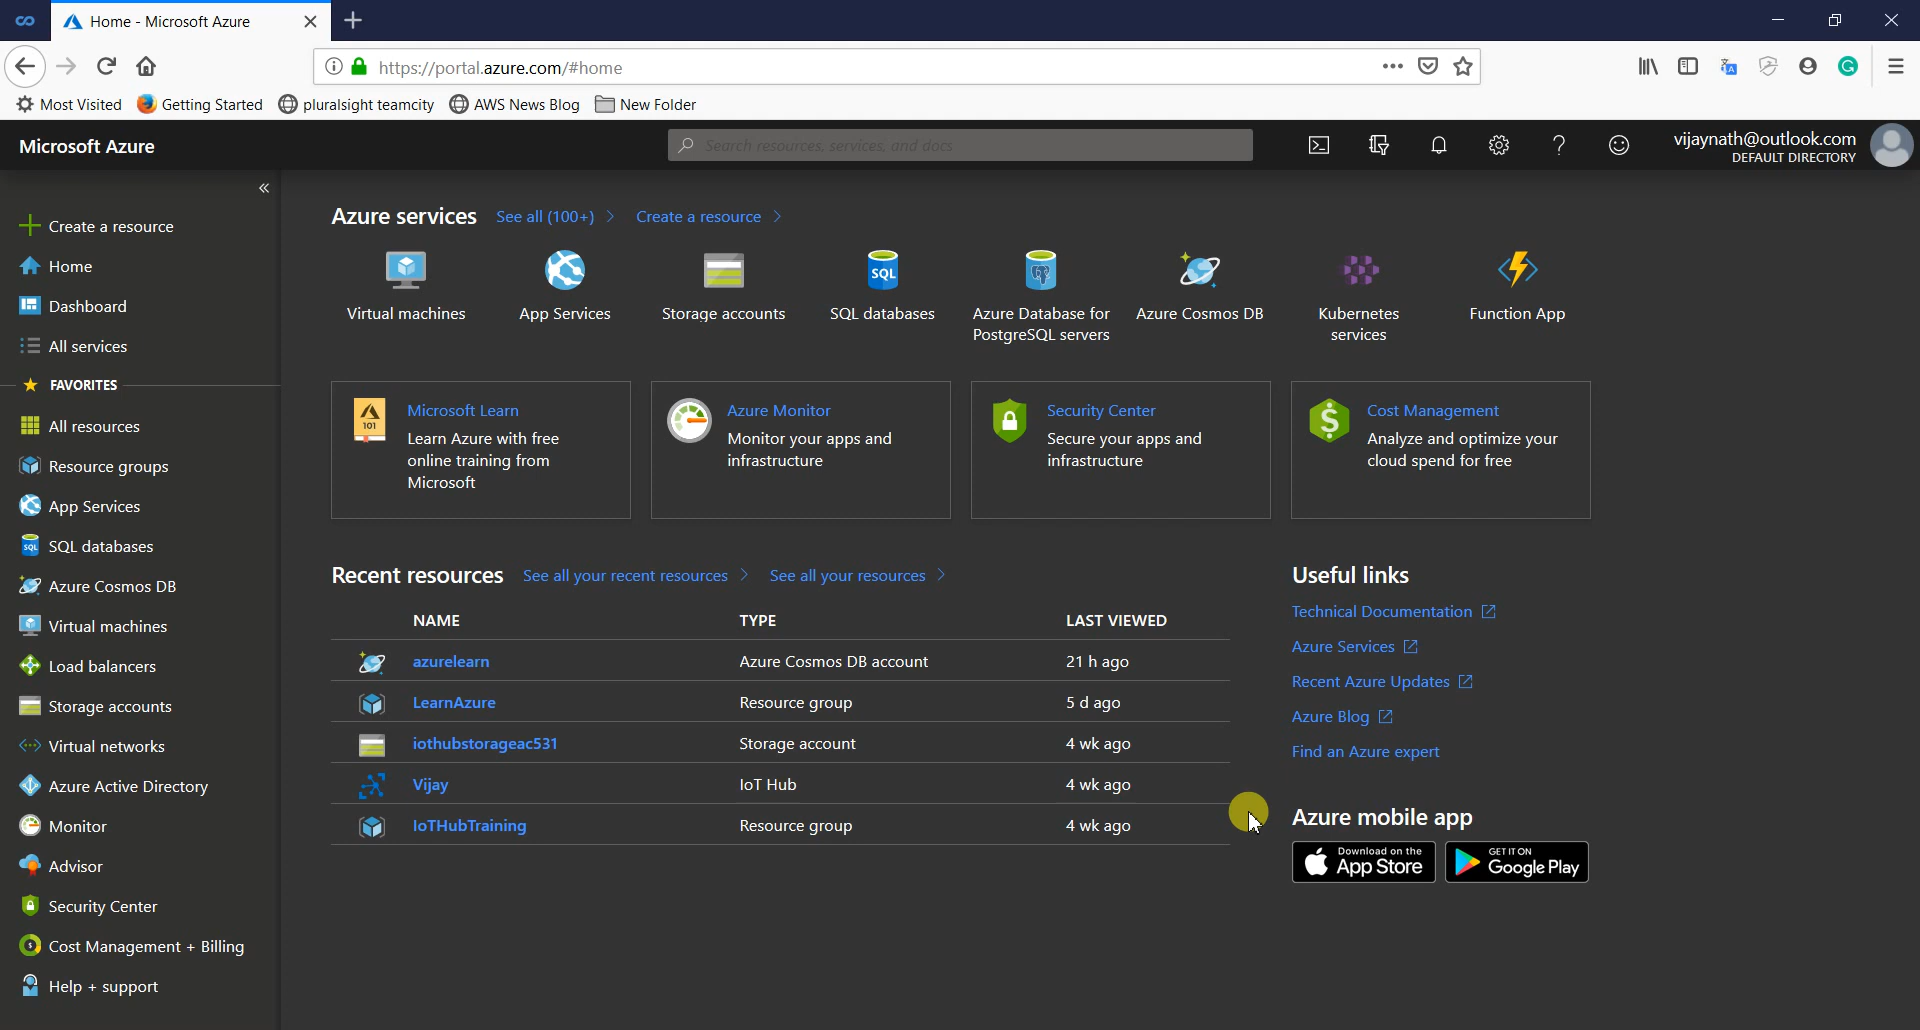 Home - Microsoft Azure
https://portal.azure.com/#home
Most Visited Getting Started pluralsight teamcity AWS News Blog New Folder
Microsoft Azure
Search resources, services, and docs
vijaynath@outlook.com
DEFAULT DIRECTORY
Create a resource
Home
Dashboard
All services
FAVORITES
All resources
Resource groups
App Services
SQL databases
Azure Cosmos DB
Virtual machines
Load balancers
Storage accounts
Virtual networks
Azure Active Directory
Monitor
Advisor
Security Center
Cost Management + Billing
Help + support
Azure services See all (100+) Create a resource
Virtual machines
App Services
Storage accounts
SQL
SQL databases
Azure Database for
PostgreSQL servers
Azure Cosmos DB
Kubernetes
services
Function App
101
Microsoft Learn
Learn Azure with free
online training from
Microsoft
Azure Monitor
Monitor your apps and
infrastructure
Security Center
Secure your apps and
infrastructure
Cost Management
Analyze and optimize your
cloud spend for free
Recent resources See all your recent resources See all your resources
NAME TYPE LAST VIEWED
azurelearn Azure Cosmos DB account 21 h ago
LearnAzure Resource group 5 d ago
iothubstorageac531 Storage account 4 wk ago
Vijay IoT Hub 4 wk ago
IoTHubTraining Resource group 4 wk ago
Useful links
Technical Documentation
Azure Services
Recent Azure Updates
Azure Blog
Find an Azure expert
Azure mobile app
Download on the
App Store
GET IT ON
Google Play